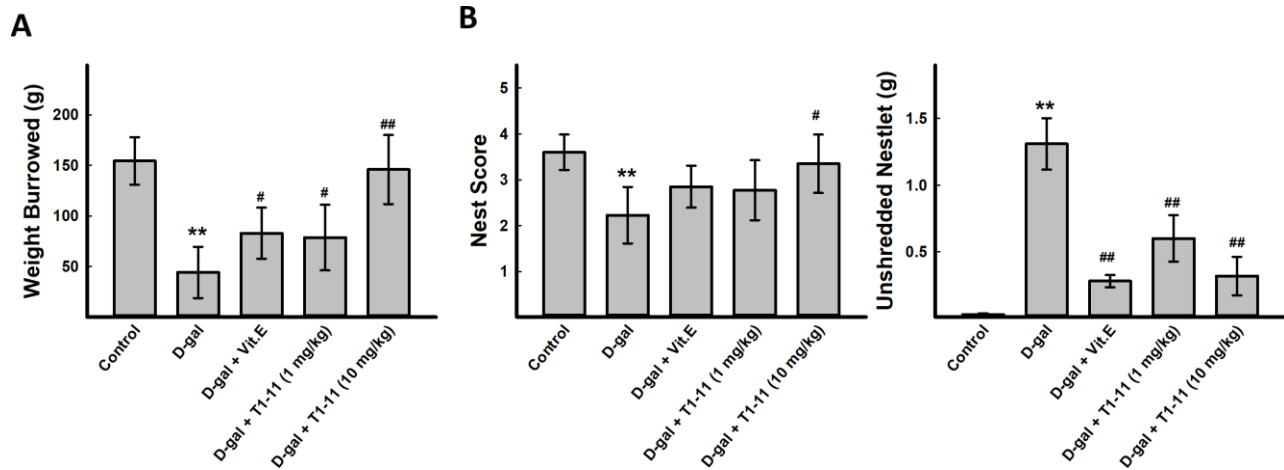 A
Weight Burrowed (g)
200
150
100
50
**
#
#
##
Control
D-gal
D-gal + Vit.E
D-gal + T1-11 (1 mg/kg)
D-gal + T1-11 (10 mg/kg)
B
Nest Score
5
4
3
2
1
**
#
Control
D-gal
D-gal + Vit.E
D-gal + T1-11 (1 mg/kg)
D-gal + T1-11 (10 mg/kg)
Unshredded Nestlet (g)
1.5
1.0
0.5
**
##
##
##
Control
D-gal
D-gal + Vit.E
D-gal + T1-11 (1 mg/kg)
D-gal + T1-11 (10 mg/kg)